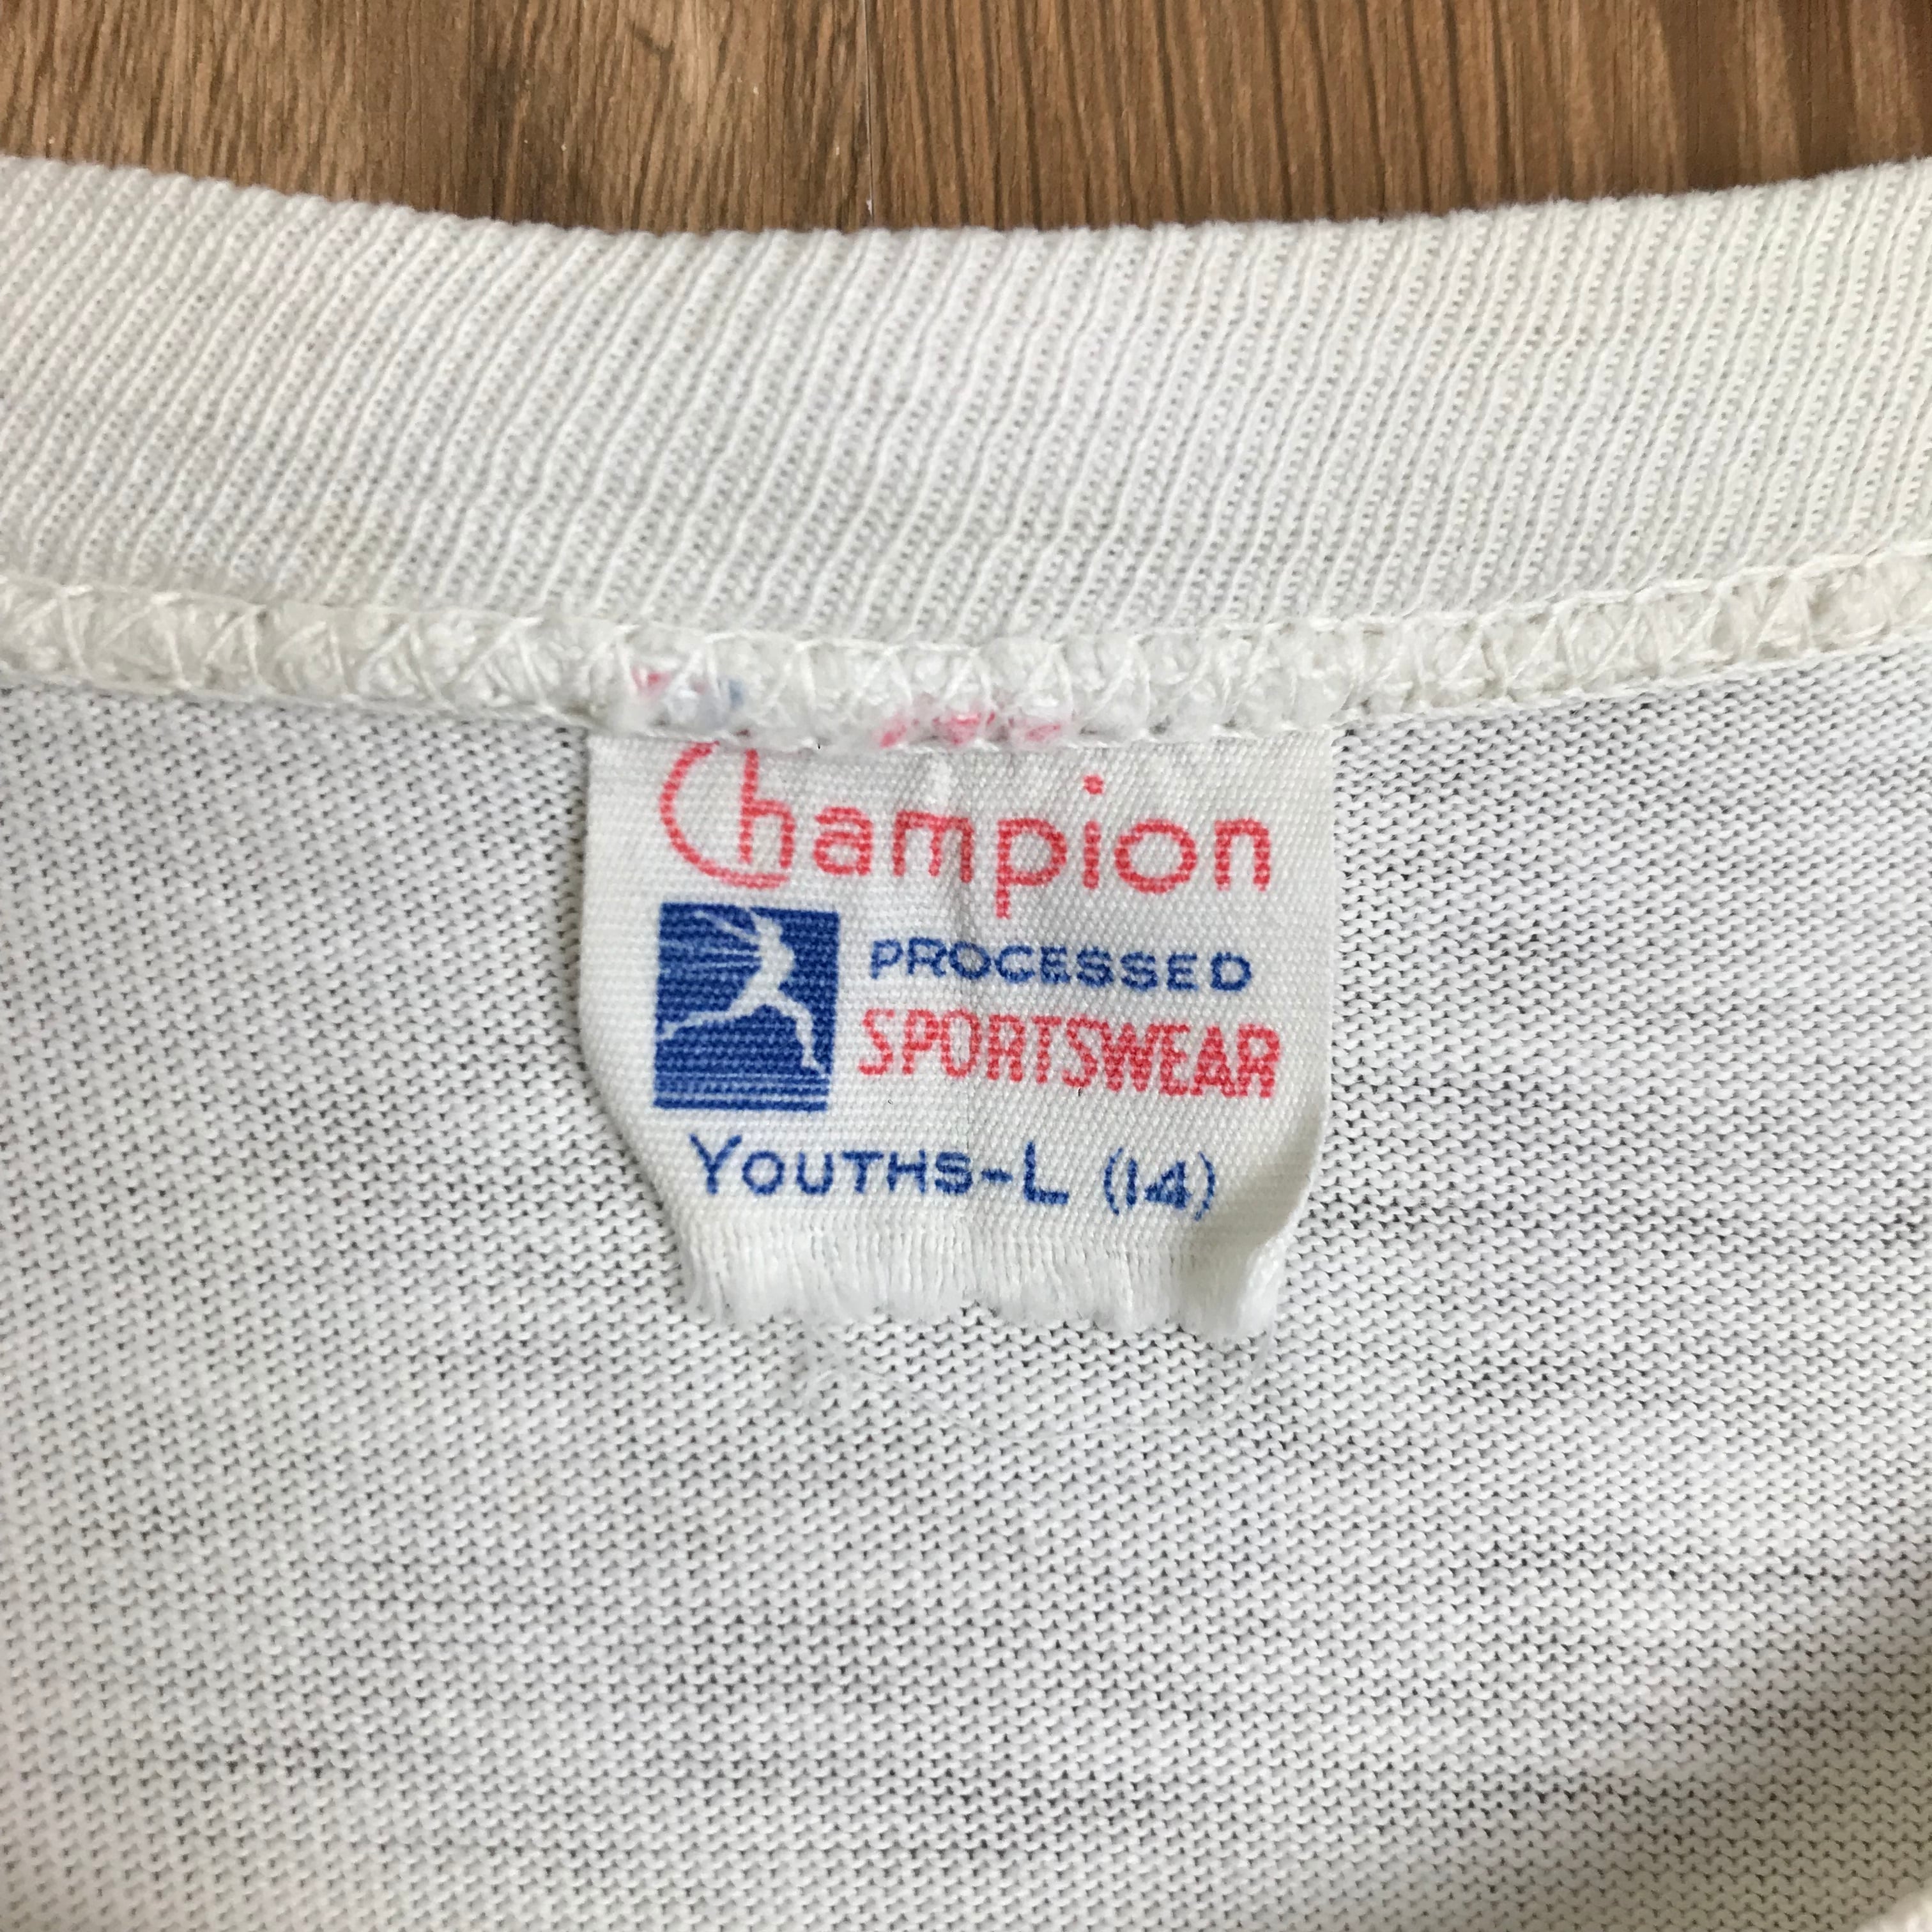 Champion
PROCESSED
SPORTSWEAR
YOUTHS-L (14)